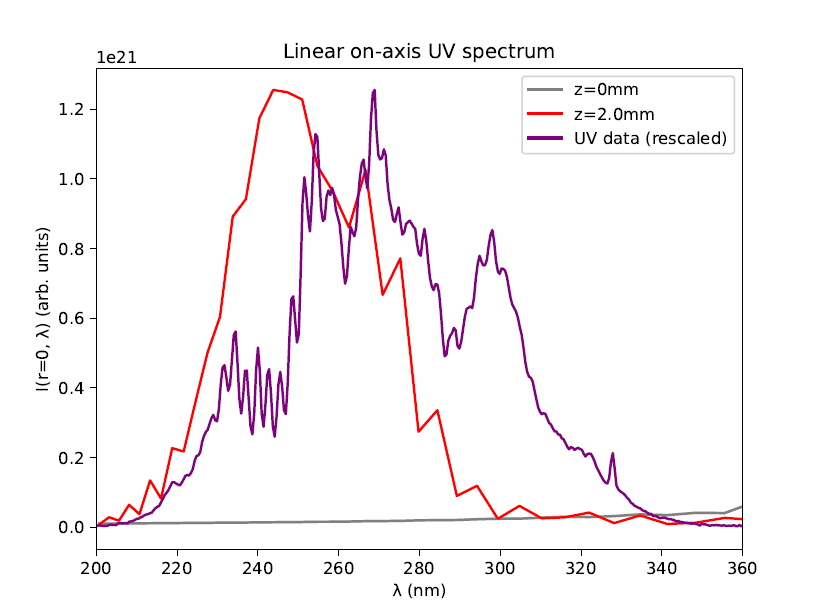 Linear on-axis UV spectrum
1e21
z=0mm
z=2.0mm
UV data (rescaled)
I(r=0, λ) (arb. units)
1.2
1.0
0.8
0.6
0.4
0.2
0.0
200 220 240 260 280 300 320 340 360
λ (nm)